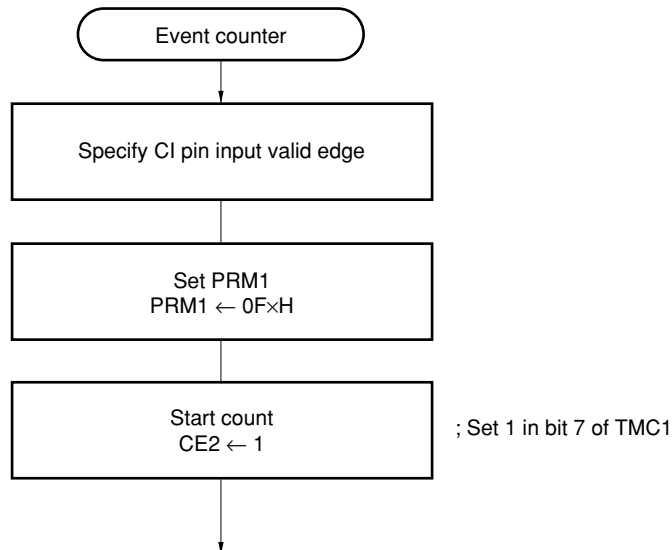 Event counter
Specify CI pin input valid edge
Set PRM1
PRM1 ← 0F×H
Start count
CE2 ← 1
; Set 1 in bit 7 of TMC1